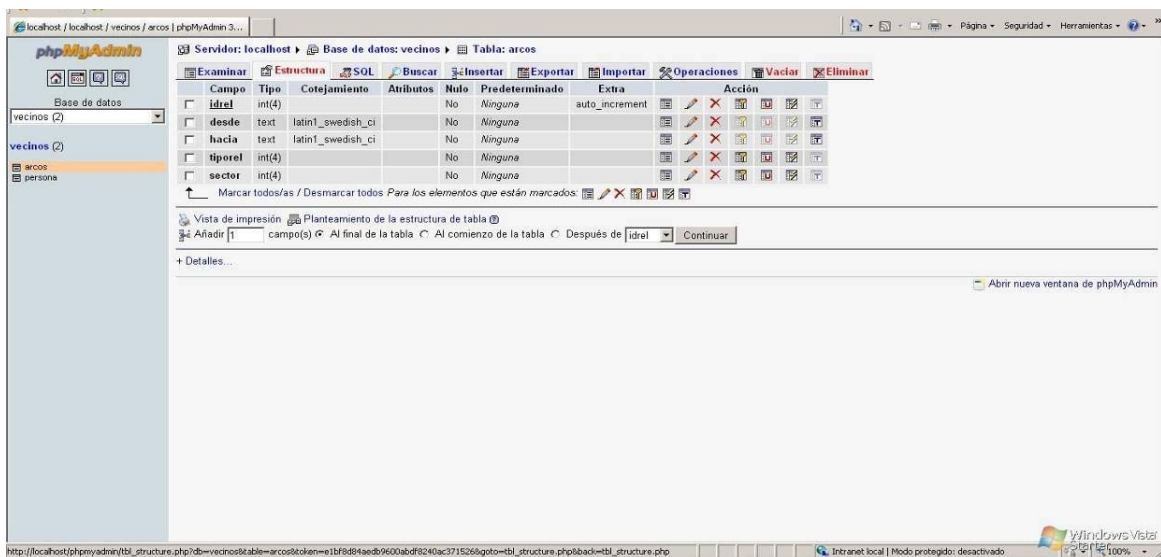 localhost / localhost / vecinos / arcos | phpMyAdmin 3...
Página Seguridad Herramientas
phpMyAdmin
Base de datos
vecinos (2)
vecinos (2)
arcos
persona
Servidor: localhost Base de datos: vecinos Tabla: arcos
Examinar Estructura SQL Buscar Insertar Exportar Importar Operaciones Vaciar Eliminar
Campo Tipo Cotejamiento Atributos Nulo Predeterminado Extra Acción
idrel int(4) No Ninguna auto_increment
desde text latin1_swedish_ci No Ninguna
hacia text latin1_swedish_ci No Ninguna
tiporel int(4) No Ninguna
sector int(4) No Ninguna
Marcar todos/as / Desmarcar todos Para los elementos que están marcados:
Vista de impresión Planteamiento de la estructura de tabla
Añadir 1 campo(s) Al final de la tabla Al comienzo de la tabla Después de idrel Continuar
+ Detalles...
Abrir nueva ventana de phpMyAdmin
Windows Vista
Starter
http://localhost/phpmyadmin/tbl_structure.php?db=vecinos&table=arcos&token=e1bf8d84aedb9600abdf8240ac371526&goto=tbl_structure.php&back=tbl_structure.php
Intranet local | Modo protegido: desactivado
100%